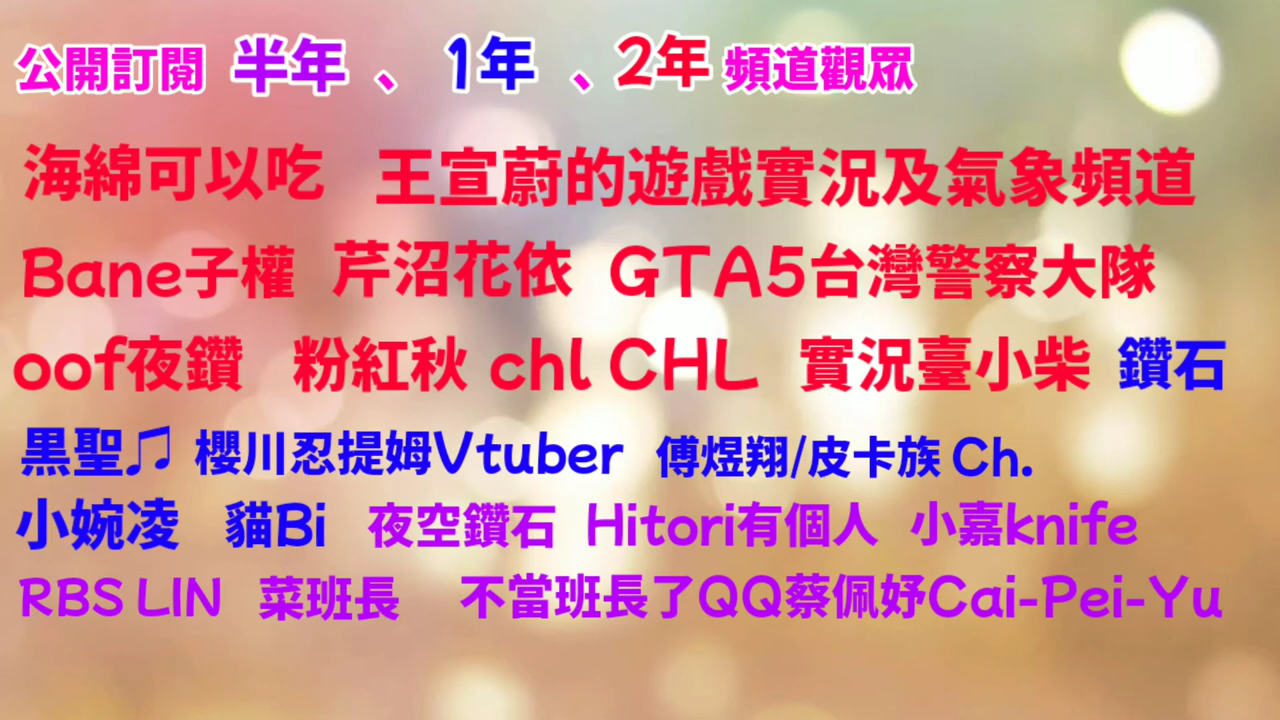 公開訂閱 半年 、 1年 、2年 頻道觀眾
海綿可以吃 王宣蔚的遊戲實況及氣象頻道
Bane子權 芹沼花依 GTA5台灣警察大隊
oof夜鑽 粉紅秋 chl CHL 實況臺小柴 鑽石
黒聖♫ 櫻川忍提姆Vtuber 傅煜翔/皮卡族 Ch.
小婉凌 貓Bi 夜空鑽石 Hitori有個人 小嘉knife
RBS LIN 菜班長 不當班長了QQ蔡佩妤Cai-Pei-Yu